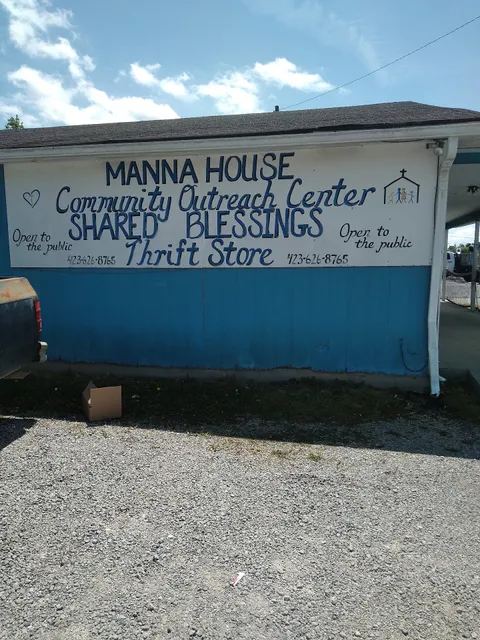 MANNA HOUSE
Community Outreach Center
SHARED BLESSINGS
Thrift Store
Open to
the public
423-626-8765
Open to
the public
423-626-8765